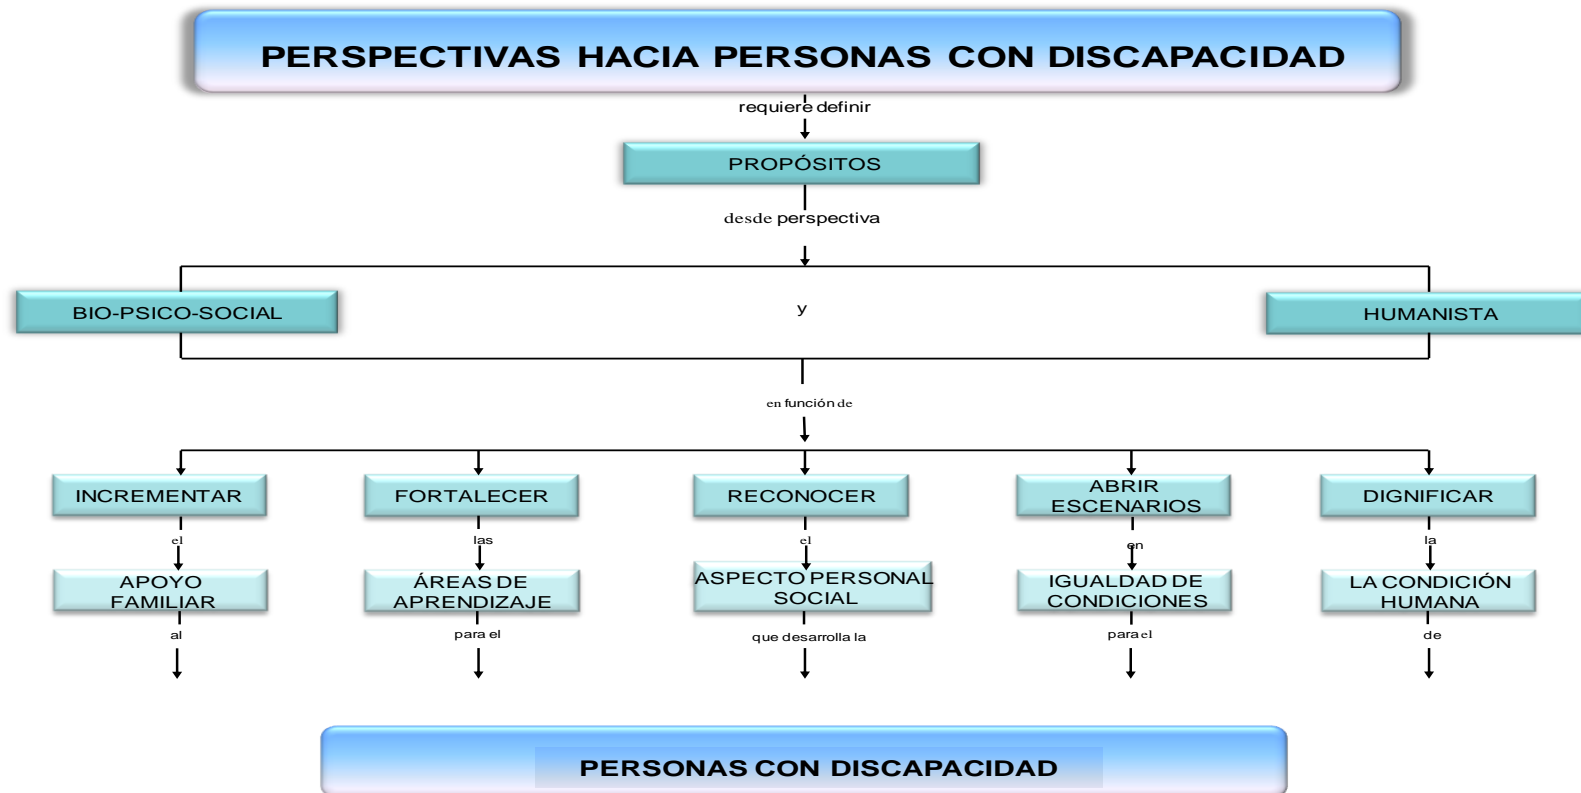 PERSPECTIVAS HACIA PERSONAS CON DISCAPACIDAD
requiere definir
PROPÓSITOS
desde perspectiva
BIO-PSICO-SOCIAL
y
HUMANISTA
en función de
INCREMENTAR
FORTALECER
RECONOCER
ABRIR
ESCENARIOS
DIGNIFICAR
el
las
el
en
la
APOYO
FAMILIAR
ÁREAS DE
APRENDIZAJE
ASPECTO PERSONAL
SOCIAL
IGUALDAD DE
CONDICIONES
LA CONDICIÓN
HUMANA
al
para el
que desarrolla la
para el
de
PERSONAS CON DISCAPACIDAD